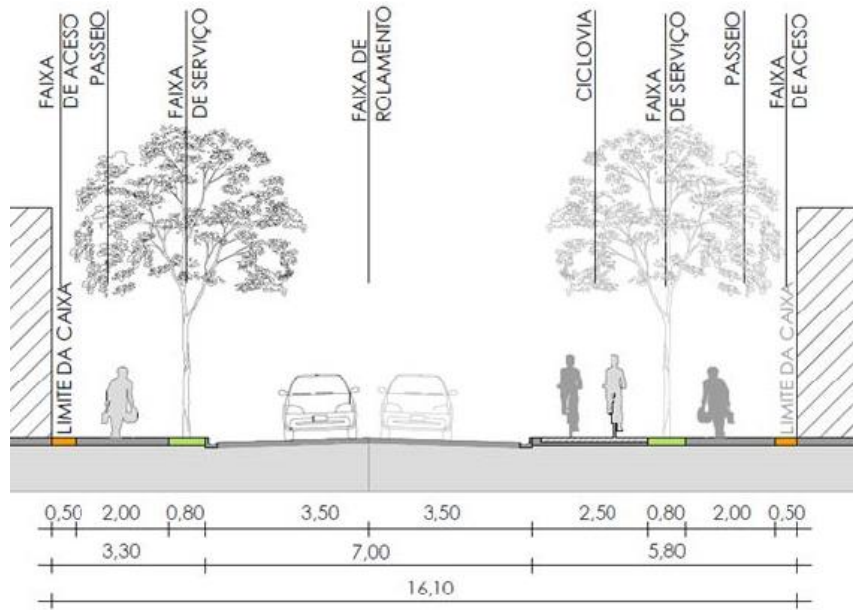 FAIXA
DE ACESO
PASSEIO
FAIXA
DE SERVIÇO
FAIXA DE
ROLAMENTO
CICLOVIA
FAIXA
DE SERVIÇO
PASSEIO
FAIXA
DE ACESO
LIMITE DA CAIXA
LIMITE DA CAIXA
0,50 2,00 0,80 3,50 3,50 2,50 0,80 2,00 0,50
3,30 7,00 5,80
16,10